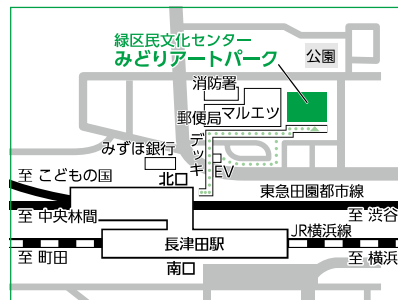 緑区民文化センター
みどりアートパーク
公園
消防署
マルエツ
郵便局
デッキ
みずほ銀行
EV
北口
至 こどもの国
東急田園都市線
至 中央林間
至 渋谷
JR横浜線
長津田駅
至 町田
至 横浜
南口